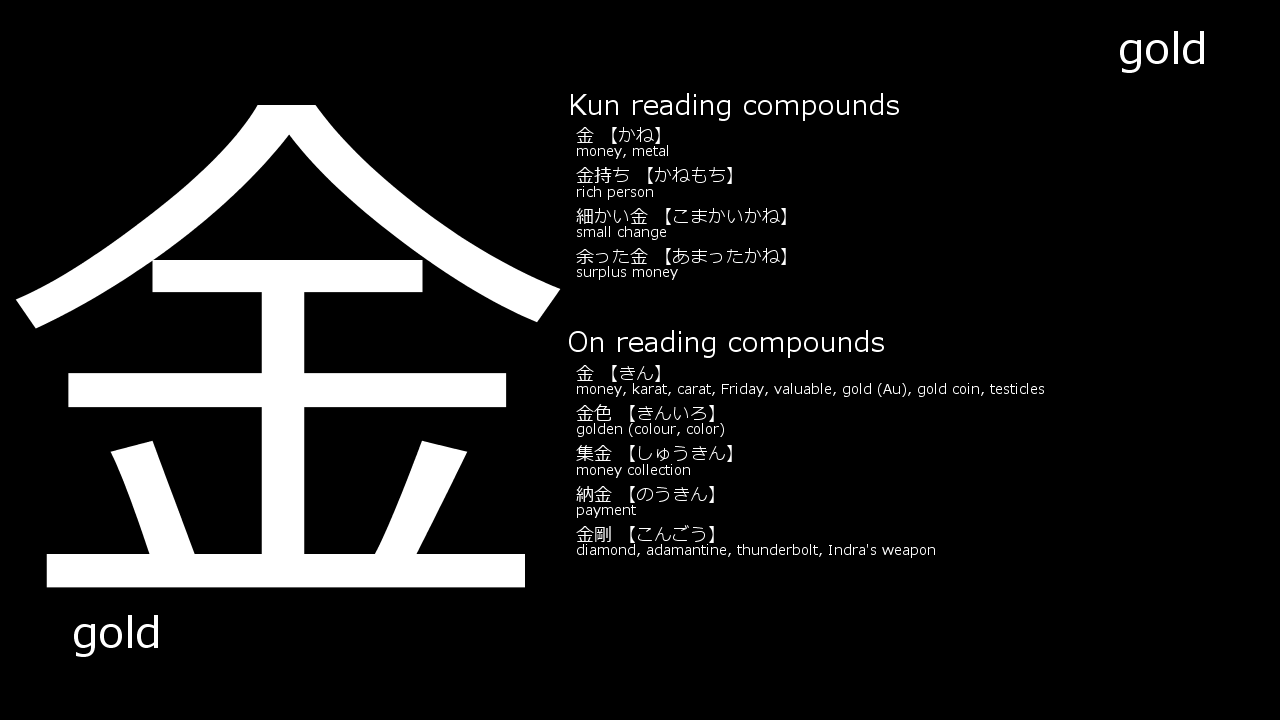 gold
金
Kun reading compounds
金 【かね】
money, metal
金持ち 【かねもち】
rich person
細かい金 【こまかいかね】
small change
余った金 【あまったかね】
surplus money
On reading compounds
金 【きん】
money, karat, carat, Friday, valuable, gold (Au), gold coin, testicles
金色 【きんいろ】
golden (colour, color)
集金 【しゅうきん】
money collection
納金 【のうきん】
payment
金剛 【こんごう】
diamond, adamantine, thunderbolt, Indra's weapon
gold